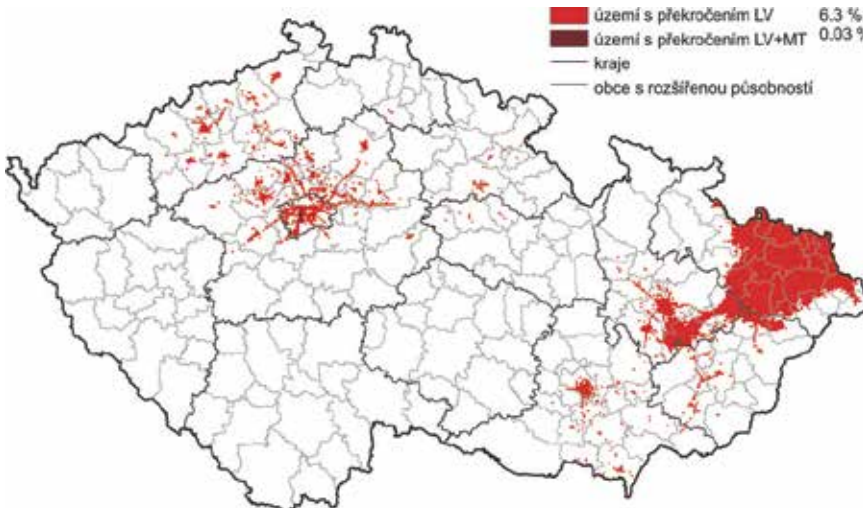 území s překročením LV 6.3 %
území s překročením LV+MT 0.03 %
kraje
obce s rozšířenou působností